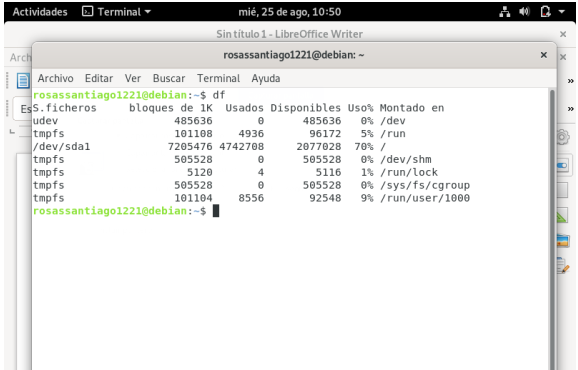 Actividades Terminal mié, 25 de ago, 10:50
Sin título 1 - LibreOffice Writer
Arch
rosassantiago1221@debian: ~
Archivo Editar Ver Buscar Terminal Ayuda
Es
rosassantiago1221@debian:~$ df
S.ficheros bloques de 1K Usados Disponibles Uso% Montado en
udev 485636 0 485636 0% /dev
tmpfs 101108 4936 96172 5% /run
/dev/sda1 7205476 4742708 2077028 70% /
tmpfs 505528 0 505528 0% /dev/shm
tmpfs 5120 4 5116 1% /run/lock
tmpfs 505528 0 505528 0% /sys/fs/cgroup
tmpfs 101104 8556 92548 9% /run/user/1000
rosassantiago1221@debian:~$